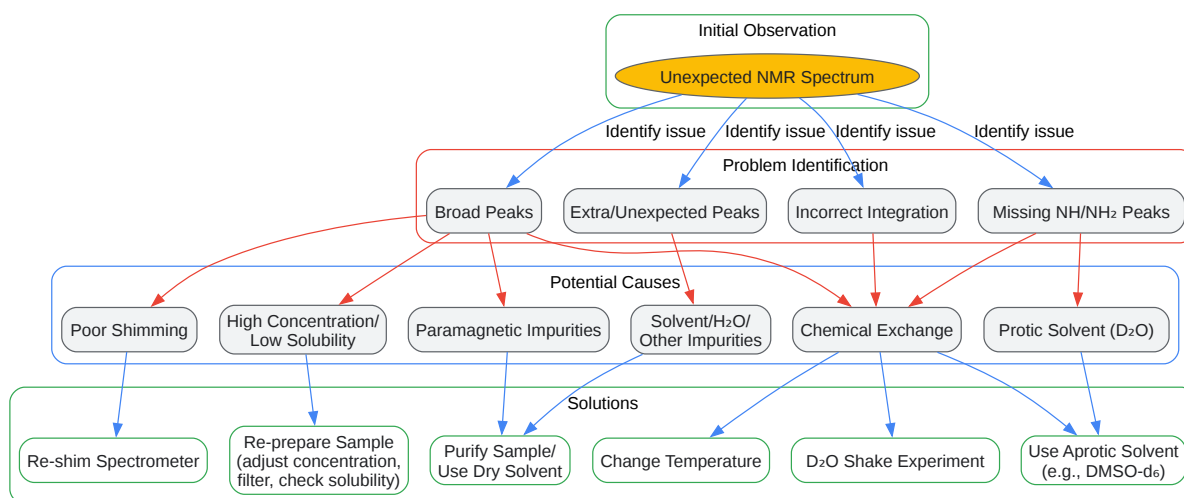 Initial Observation
Unexpected NMR Spectrum
Identify issue
Identify issue
Identify issue
Identify issue
Problem Identification
Broad Peaks
Extra/Unexpected Peaks
Incorrect Integration
Missing NH/NH₂ Peaks
Potential Causes
Poor Shimming
High Concentration/
Low Solubility
Paramagnetic Impurities
Solvent/H₂O/
Other Impurities
Chemical Exchange
Protic Solvent (D₂O)
Solutions
Re-shim Spectrometer
Re-prepare Sample
(adjust concentration,
filter, check solubility)
Purify Sample/
Use Dry Solvent
Change Temperature
D₂O Shake Experiment
Use Aprotic Solvent
(e.g., DMSO-d₆)